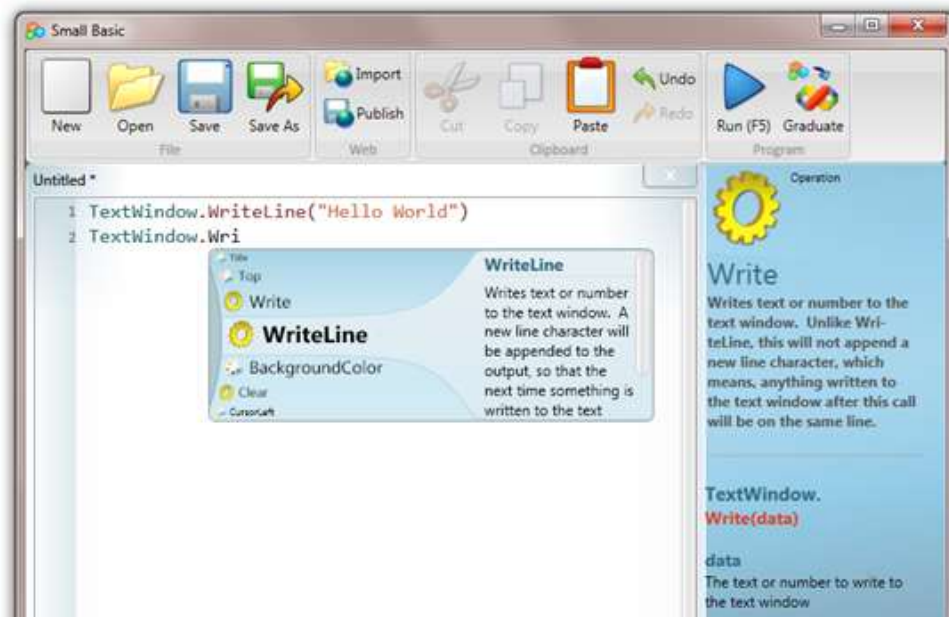 Small Basic
New Open Save Save As Import Publish Cut Copy Paste Undo Redo Run (F5) Graduate
File Web Clipboard Program
Untitled *
1 TextWindow.WriteLine("Hello World")
2 TextWindow.Wri
Title
Top
Write
WriteLine
BackgroundColor
Clear
CursorLeft
WriteLine
Writes text or number
to the text window. A
new line character will
be appended to the
output, so that the
next time something is
written to the text
Operation
Write
Writes text or number to the
text window. Unlike Wri-
teLine, this will not append a
new line character, which
means, anything written to
the text window after this call
will be on the same line.
TextWindow.
Write(data)
data
The text or number to write to
the text window